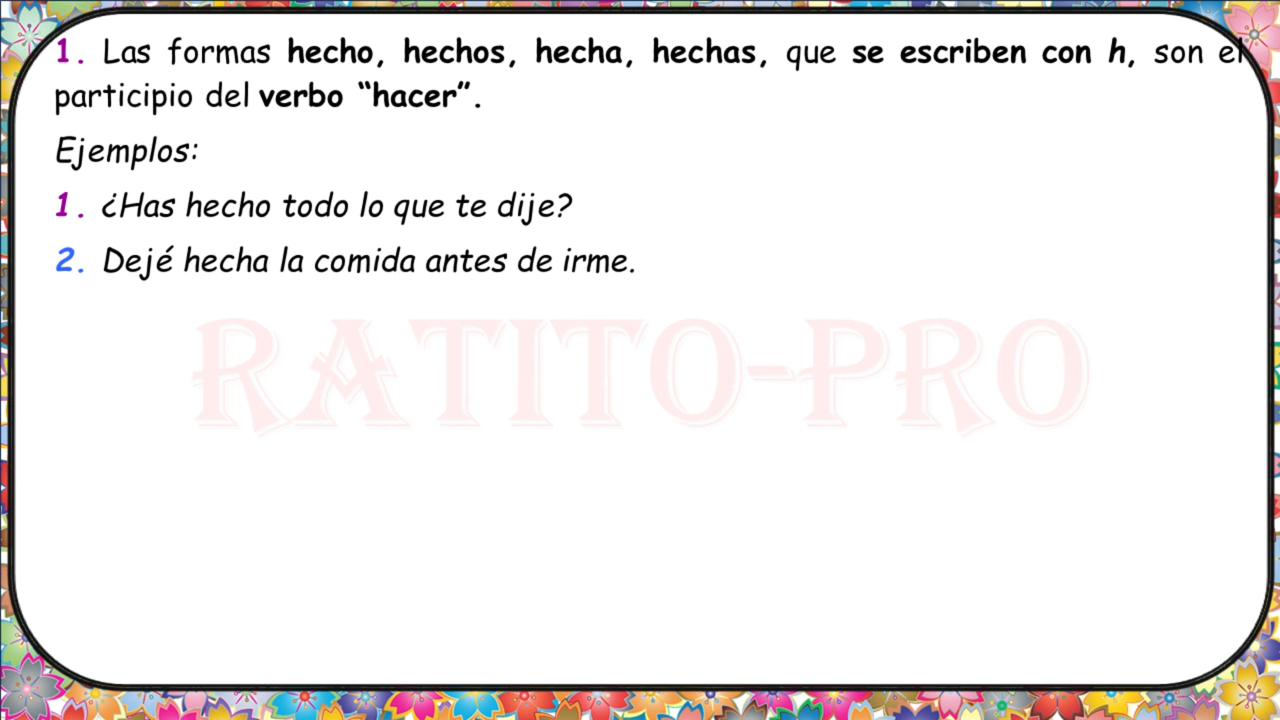 1. Las formas hecho, hechos, hecha, hechas, que se escriben con h, son el
participio del verbo “hacer”.
Ejemplos:
1. ¿Has hecho todo lo que te dije?
2. Dejé hecha la comida antes de irme.
RATITO-PRO